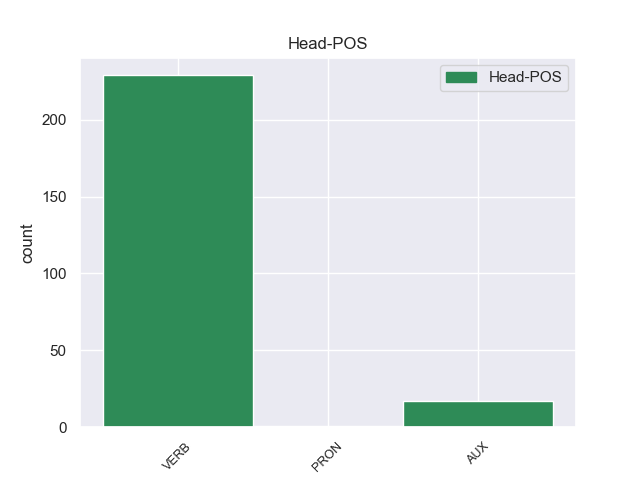 Head-POS
Head-POS
200
150
100
50
0
count
VERB
PRON
AUX